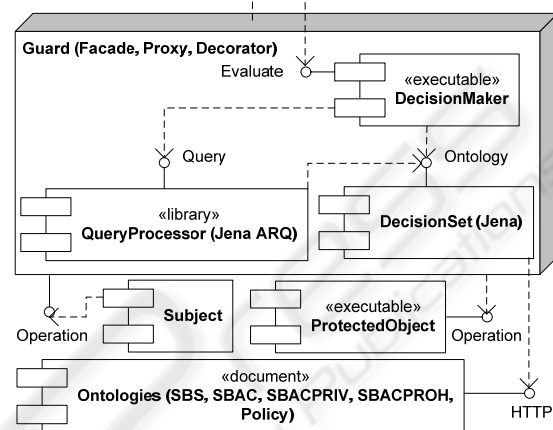 Guard (Facade, Proxy, Decorator)
Evaluate
«executable»
DecisionMaker
Query
Ontology
«library»
QueryProcessor (Jena ARQ)
DecisionSet (Jena)
Operation
Subject
«executable»
ProtectedObject
Operation
«document»
Ontologies (SBS, SBAC, SBACPRIV, SBACPROH,
Policy)
HTTP